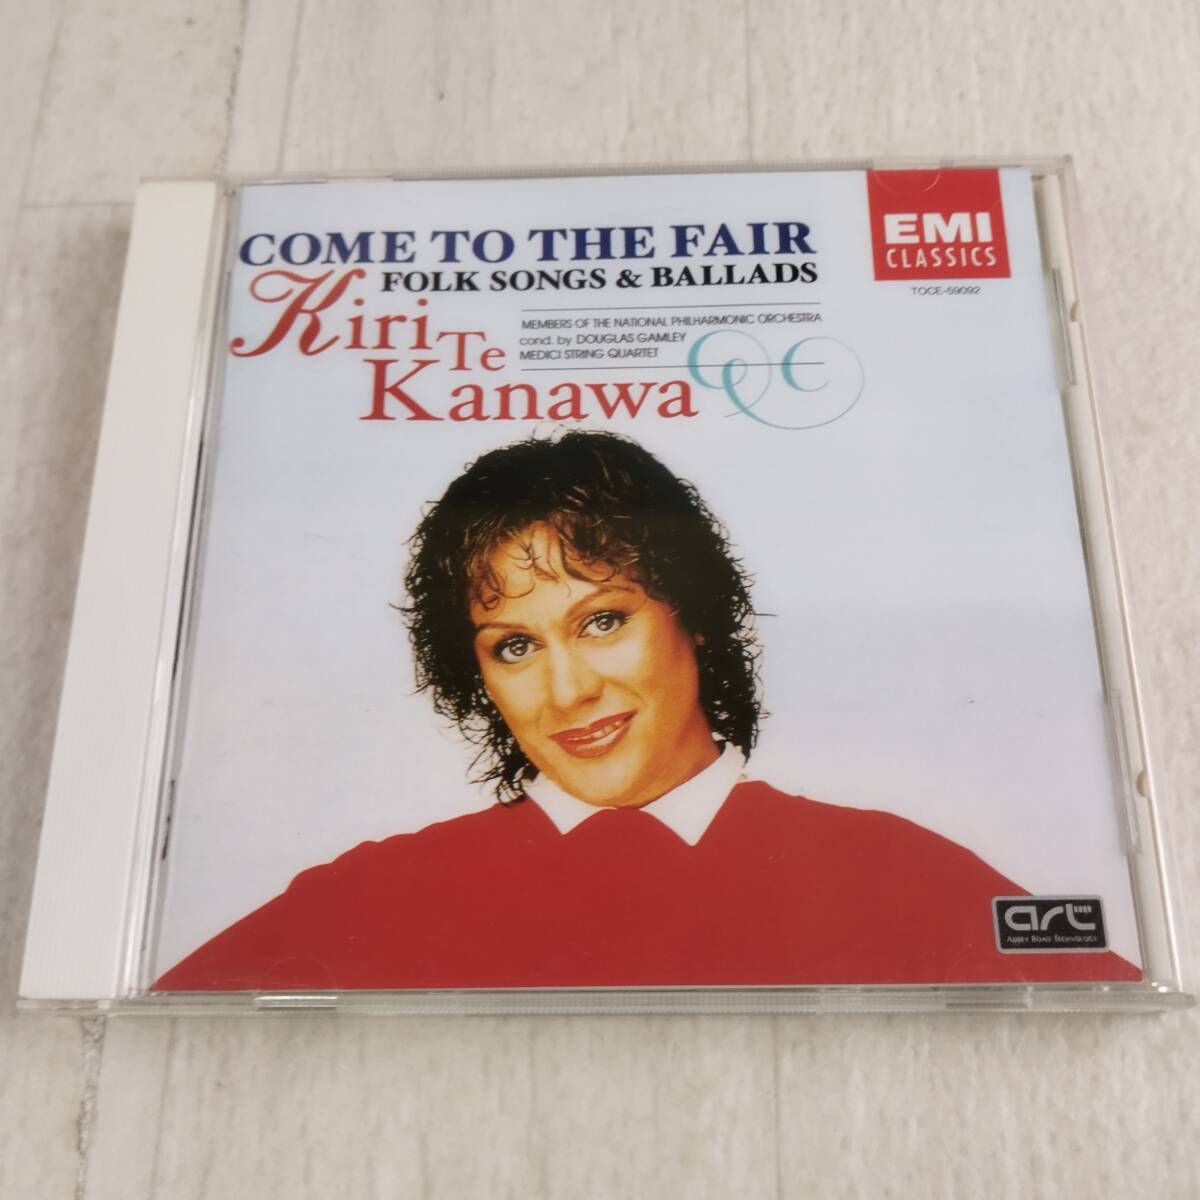 COME TO THE FAIR
FOLK SONGS & BALLADS
Kiri Te
Kanawa
MEMBERS OF THE NATIONAL PHILHARMONIC ORCHESTRA
cond. by DOUGLAS GAMLEY
MEDICI STRING QUARTET
EMI
CLASSICS
TOCE-59092
art
ABBEY ROAD TECHNOLOGY